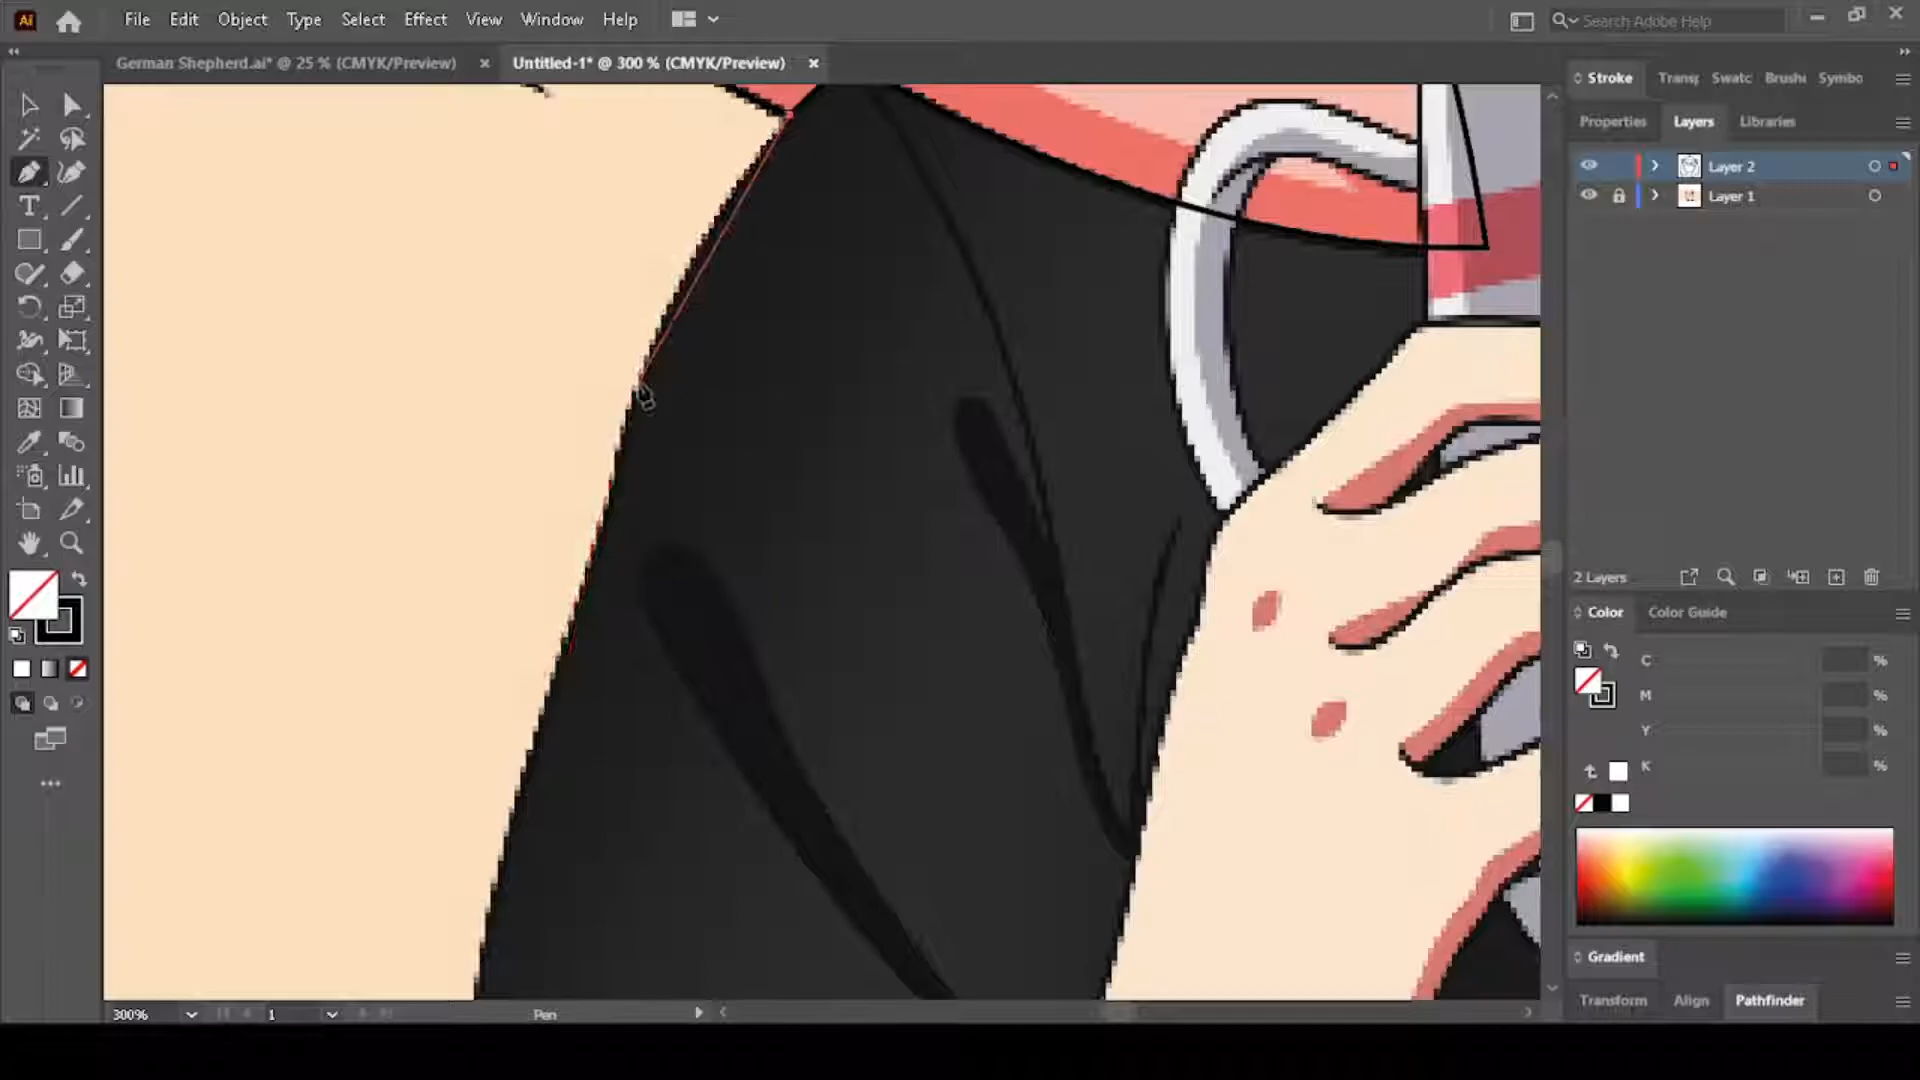 Ai File Edit Object Type Select Effect View Window Help Search Adobe Help
German Shepherd.ai* @ 25 % (CMYK/Preview) Untitled-1* @ 300 % (CMYK/Preview)
Stroke Transp Swatc Brushe Symbo
Properties Layers Libraries
Layer 2
Layer 1
2 Layers
Color Color Guide
C %
M %
Y %
K %
Gradient
Transform Align Pathfinder
300% 1 Pen